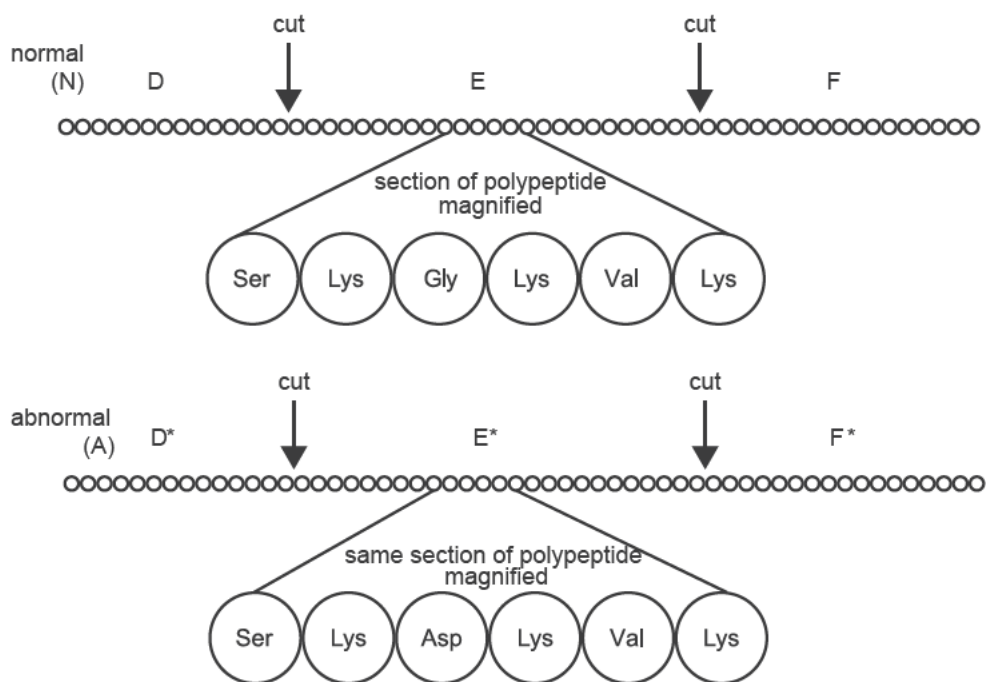 cut cut
normal
(N) D E F
section of polypeptide
magnified
Ser Lys Gly Lys Val Lys
cut cut
abnormal
(A) D* E* F*
same section of polypeptide
magnified
Ser Lys Asp Lys Val Lys